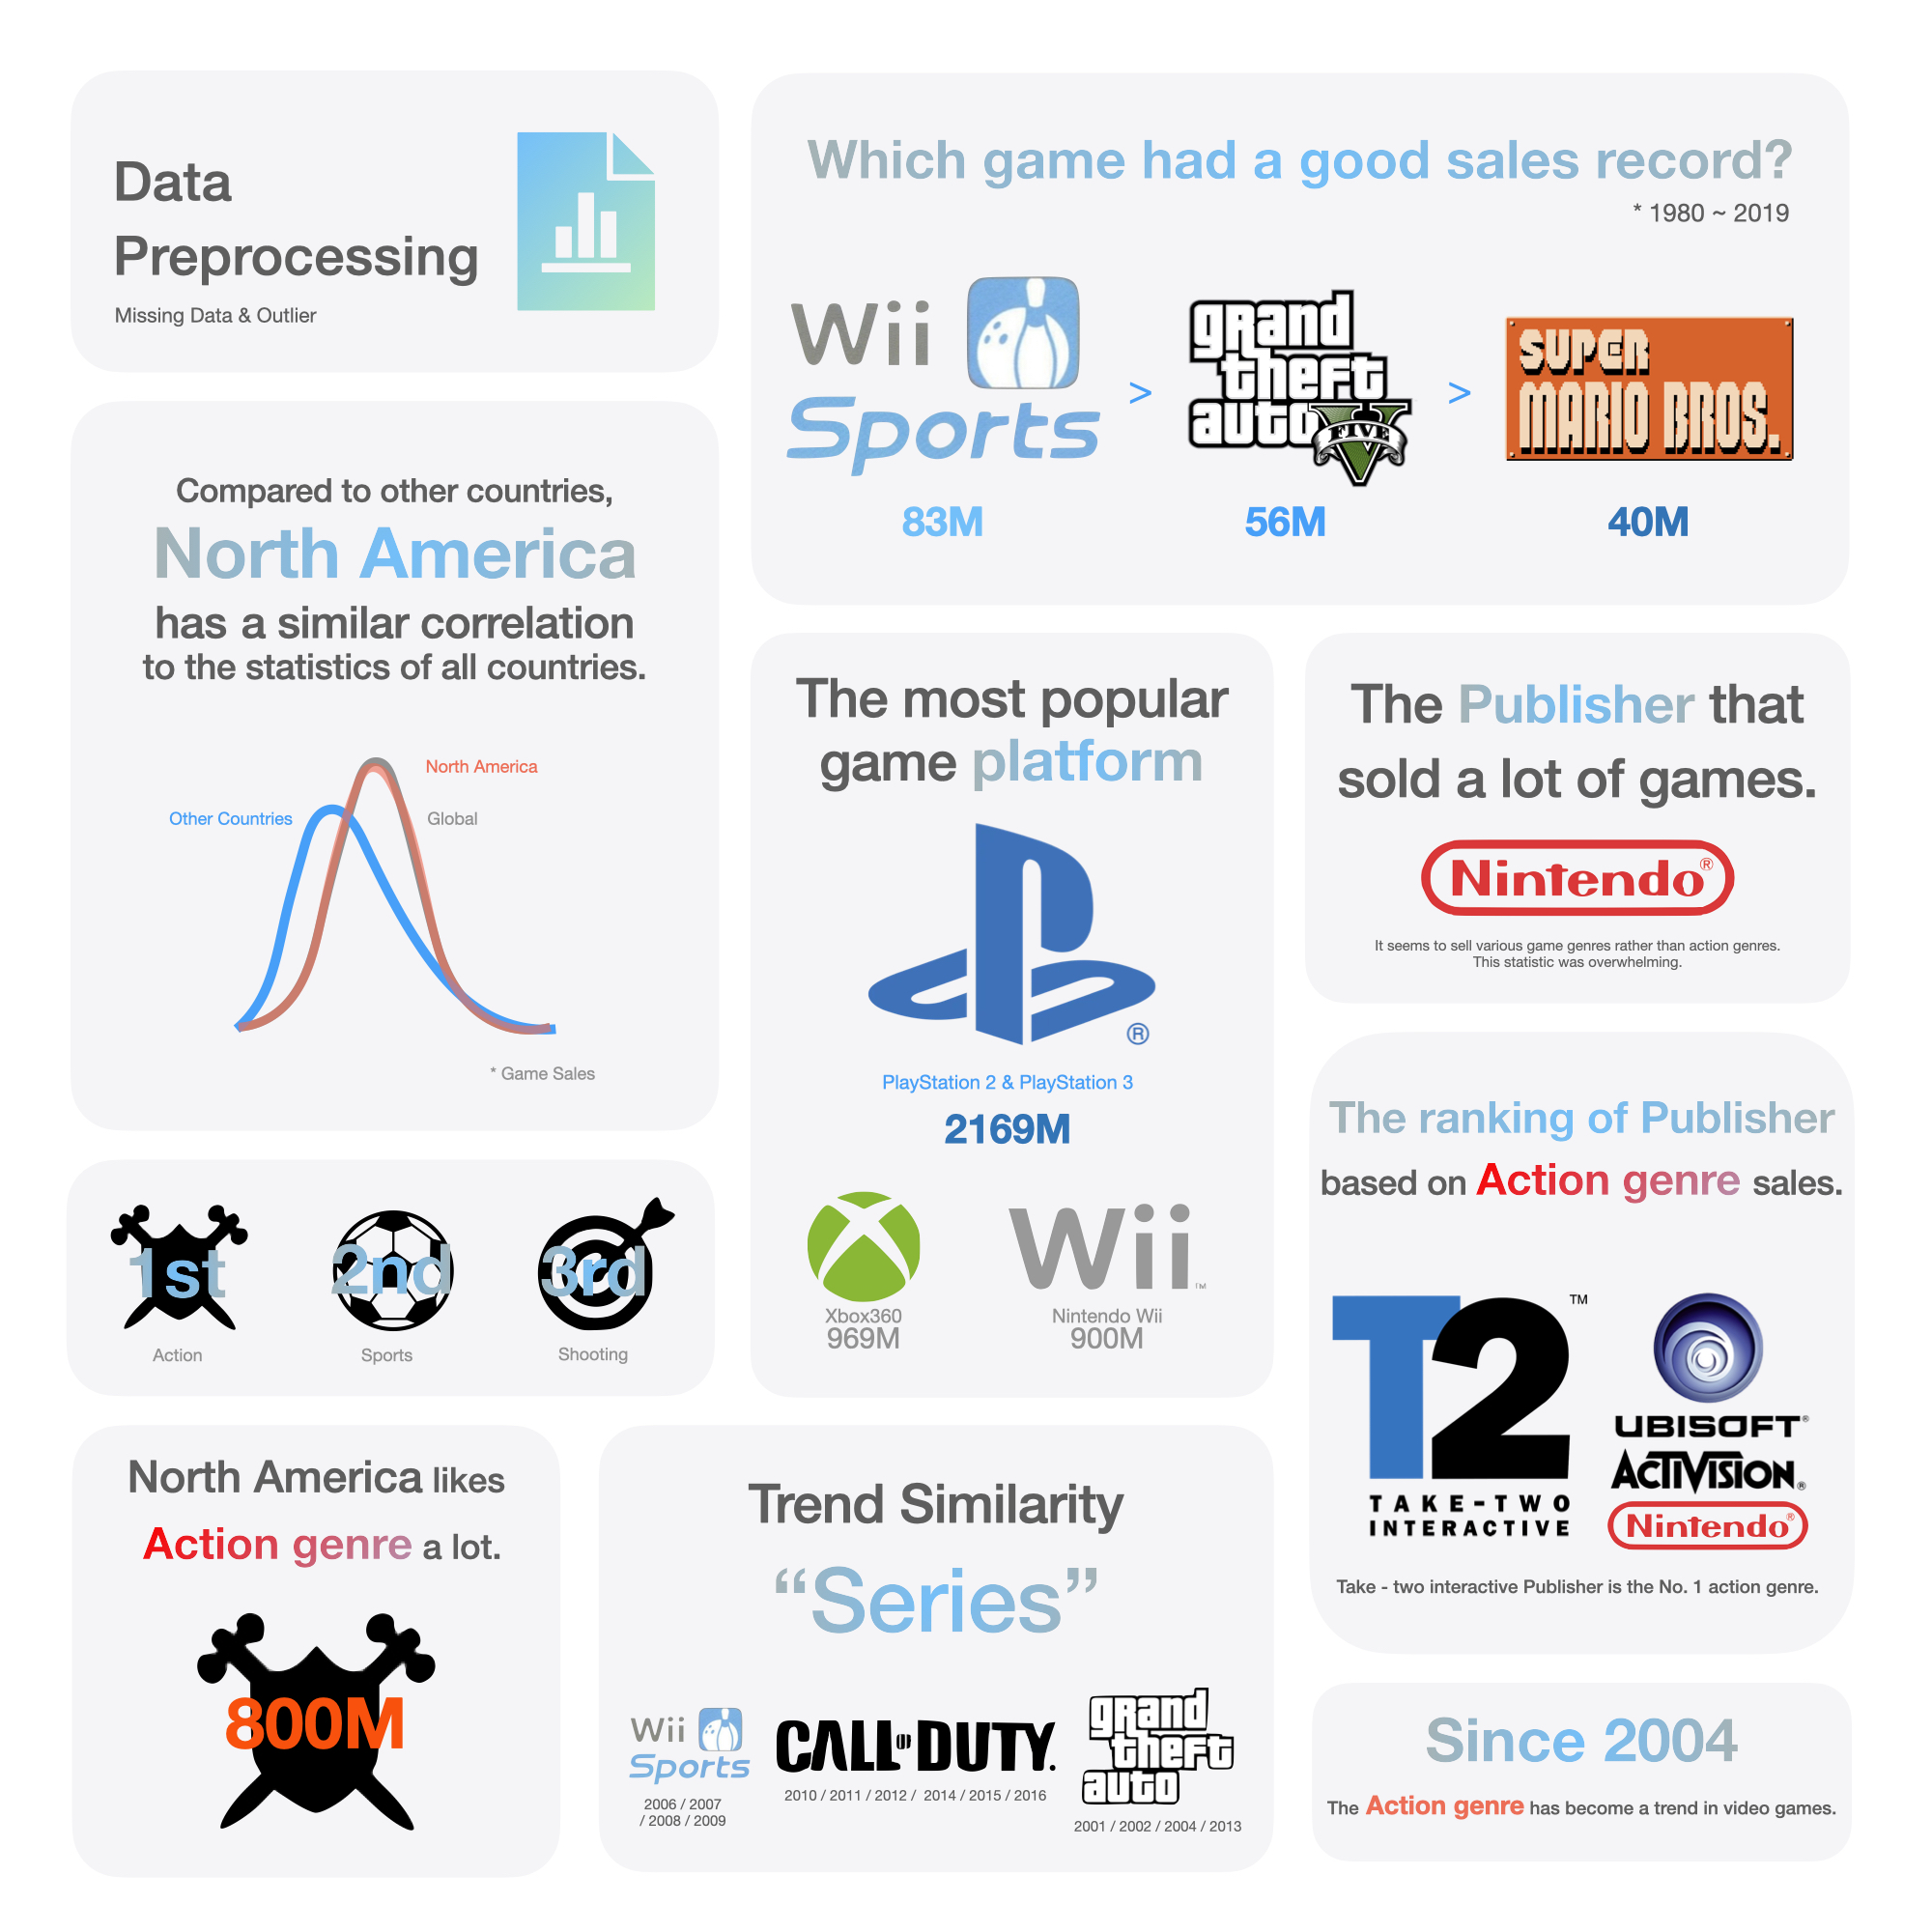 Data
Preprocessing
Missing Data & Outlier
Which game had a good sales record?
* 1980 ~ 2019
Wii
Sports
>
grand
theft
auto
FIVE
>
SUPER
MARIO BROS.
83M
56M
40M
Compared to other countries,
North America
has a similar correlation
to the statistics of all countries.
North America
Other Countries
Global
* Game Sales
The most popular
game platform
®
PlayStation 2 & PlayStation 3
2169M
Wii™
Xbox360
969M
Nintendo Wii
900M
The Publisher that
sold a lot of games.
Nintendo®
It seems to sell various game genres rather than action genres.
This statistic was overwhelming.
The ranking of Publisher
based on Action genre sales.
T2™
TAKE-TWO
INTERACTIVE
UBISOFT®
ACTIVISION®
Nintendo®
Take - two interactive Publisher is the No. 1 action genre.
1st
2nd
3rd
Action
Sports
Shooting
North America likes
Action genre a lot.
800M
Trend Similarity
“Series”
Wii
Sports
2006 / 2007
/ 2008 / 2009
CALL OF DUTY.
2010 / 2011 / 2012 / 2014 / 2015 / 2016
grand
theft
auto
2001 / 2002 / 2004 / 2013
Since 2004
The Action genre has become a trend in video games.